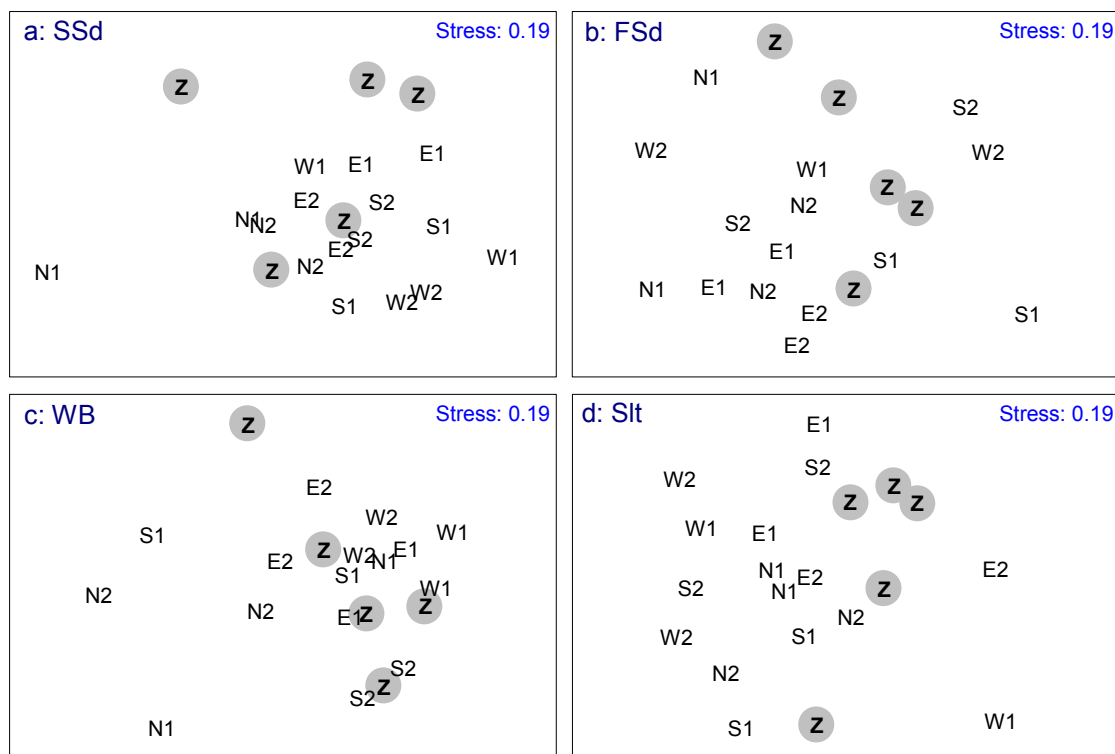 a: SSd Stress: 0.19
Z Z Z
W1 E1 E1
E2 S2
N1 N2 Z S1
S2
E2 W1
N1 Z N2
S1 W2 W2
b: FSd Stress: 0.19
Z
N1
Z S2
W2 W2
W1
Z
N2 Z
S2
E1 S1
N1 E1 N2 Z
E2 S1
E2
c: WB Stress: 0.19
Z
E2
W2
S1 W1
Z W2 E1
E2 N1
S1
N2 W1
N2 E1 Z Z
S2
Z
S2
N1
d: Slt Stress: 0.19
E1
S2
W2 Z
Z Z
W1 E1
N1 E2 E2
S2 N1 Z
N2
W2 S1
N2
S1 Z W1